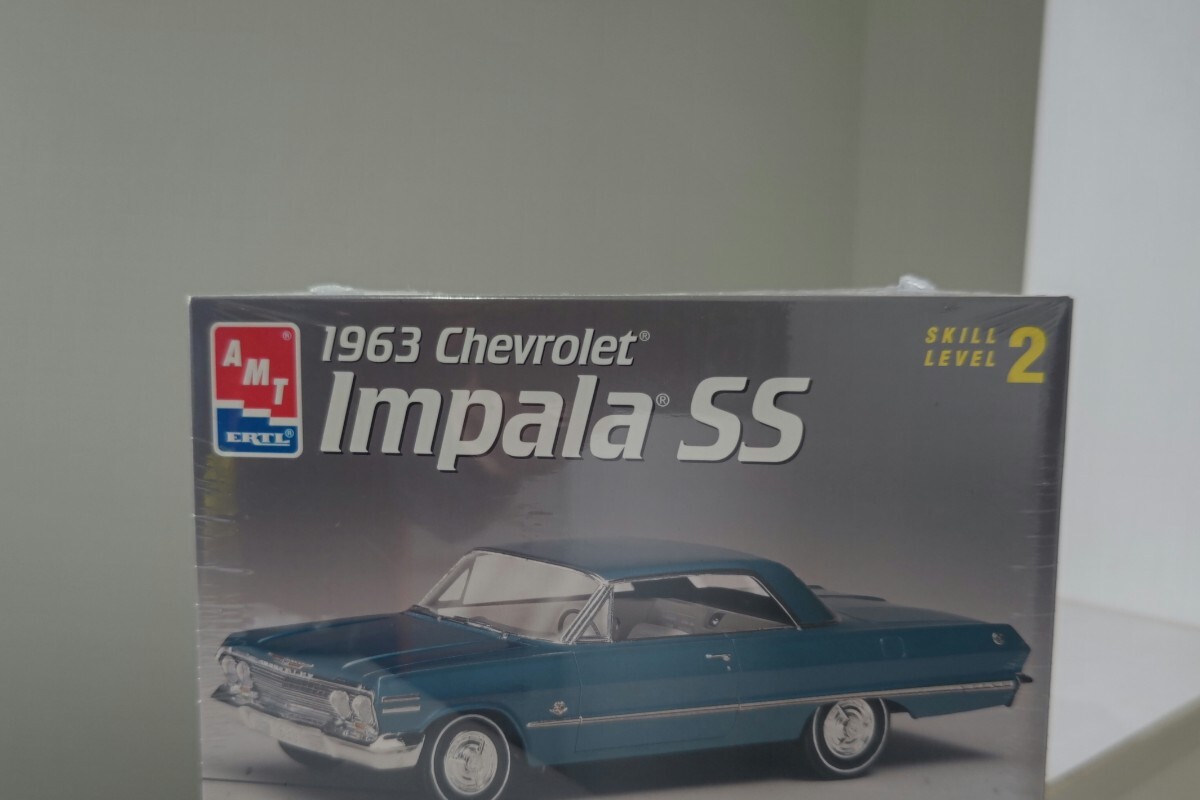 AMT®
ERTL®
1963 Chevrolet®
Impala® SS
SKILL
LEVEL 2